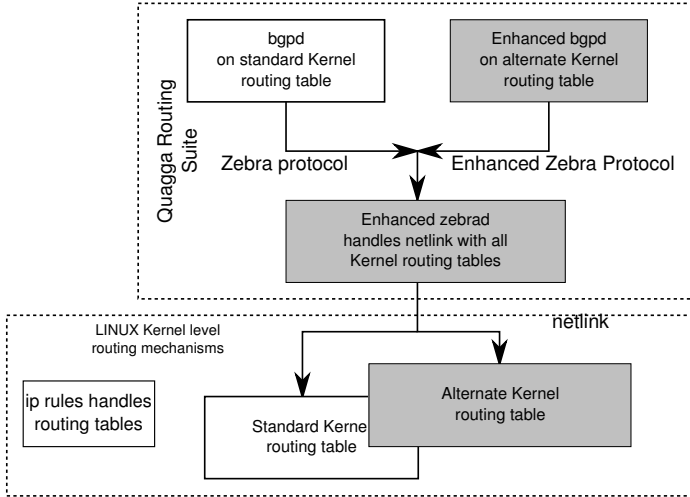 bgpd
on standard Kernel
routing table
Enhanced bgpd
on alternate Kernel
routing table
Quagga Routing
Suite
Zebra protocol
Enhanced Zebra Protocol
Enhanced zebrad
handles netlink with all
Kernel routing tables
netlink
LINUX Kernel level
routing mechanisms
ip rules handles
routing tables
Standard Kernel
routing table
Alternate Kernel
routing table